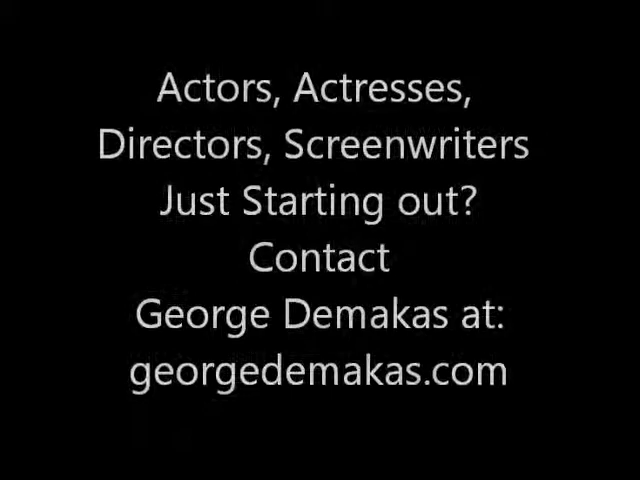 Actors, Actresses,
Directors, Screenwriters
Just Starting out?
Contact
George Demakas at:
georgedemakas.com